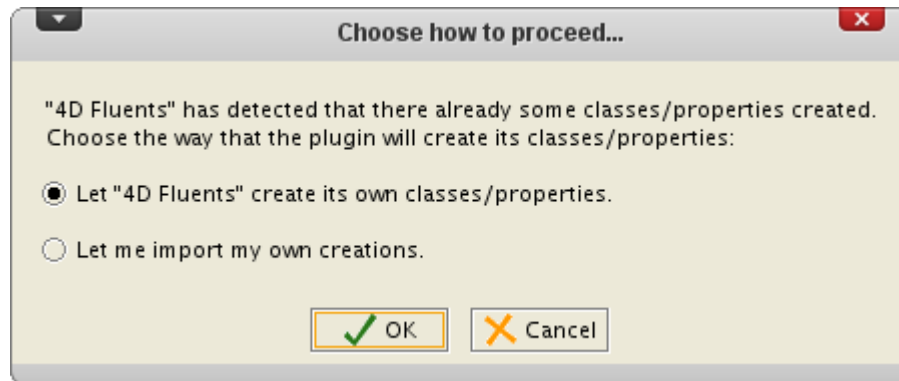 Choose how to proceed...
"4D Fluents" has detected that there already some classes/properties created.
Choose the way that the plugin will create its classes/properties:
Let "4D Fluents" create its own classes/properties.
Let me import my own creations.
OK Cancel